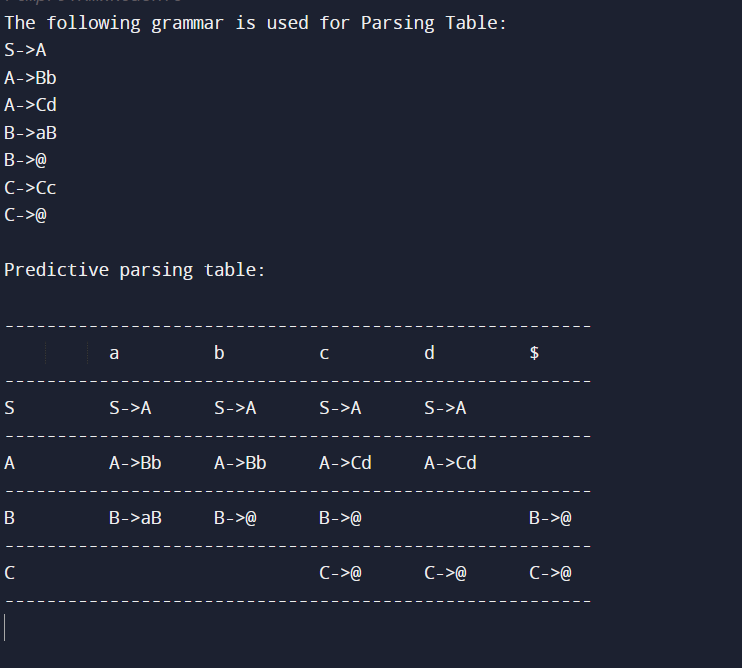 The following grammar is used for Parsing Table:
S->A
A->Bb
A->Cd
B->aB
B->@
C->Cc
C->@
Predictive parsing table:
--------------------------------------------------------
a b c d $
--------------------------------------------------------
S S->A S->A S->A S->A
--------------------------------------------------------
A A->Bb A->Bb A->Cd A->Cd
--------------------------------------------------------
B B->aB B->@ B->@ B->@
--------------------------------------------------------
C C->@ C->@ C->@
--------------------------------------------------------